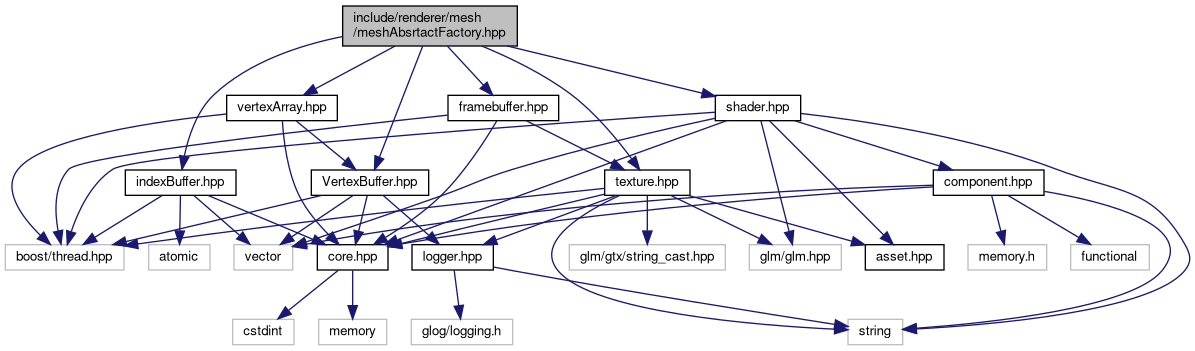 include/renderer/mesh
/meshAbsrtactFactory.hpp
vertexArray.hpp
framebuffer.hpp
shader.hpp
indexBuffer.hpp
VertexBuffer.hpp
texture.hpp
component.hpp
boost/thread.hpp
atomic
vector
core.hpp
logger.hpp
glm/gtx/string_cast.hpp
glm/glm.hpp
asset.hpp
memory.h
functional
cstdint
memory
glog/logging.h
string